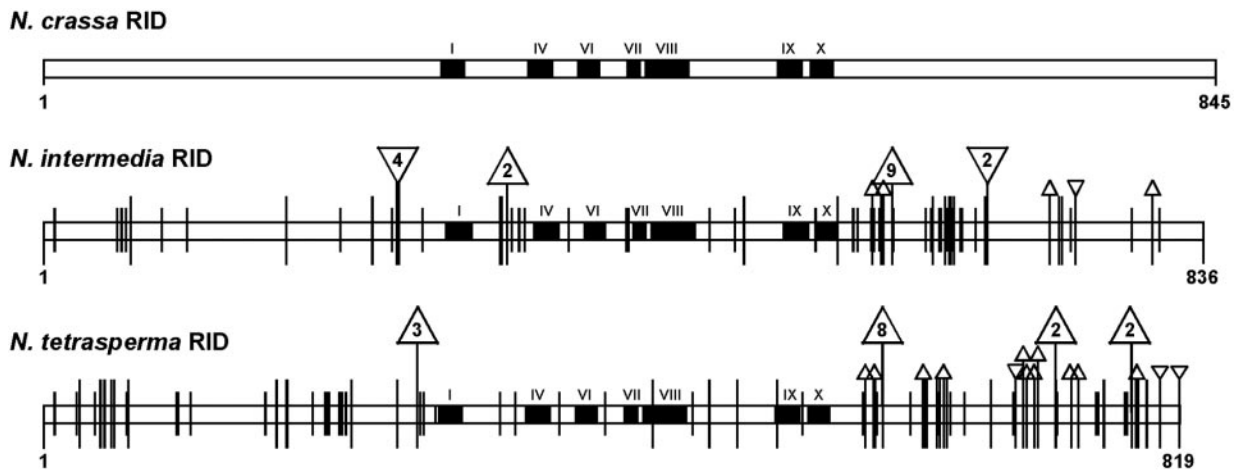 N. crassa RID
I IV VI VII VIII IX X
1 845
N. intermedia RID
4 2 9 2
I IV VI VII VIII IX X
1 836
N. tetrasperma RID
3 8 2 2
I IV VI VII VIII IX X
1 819